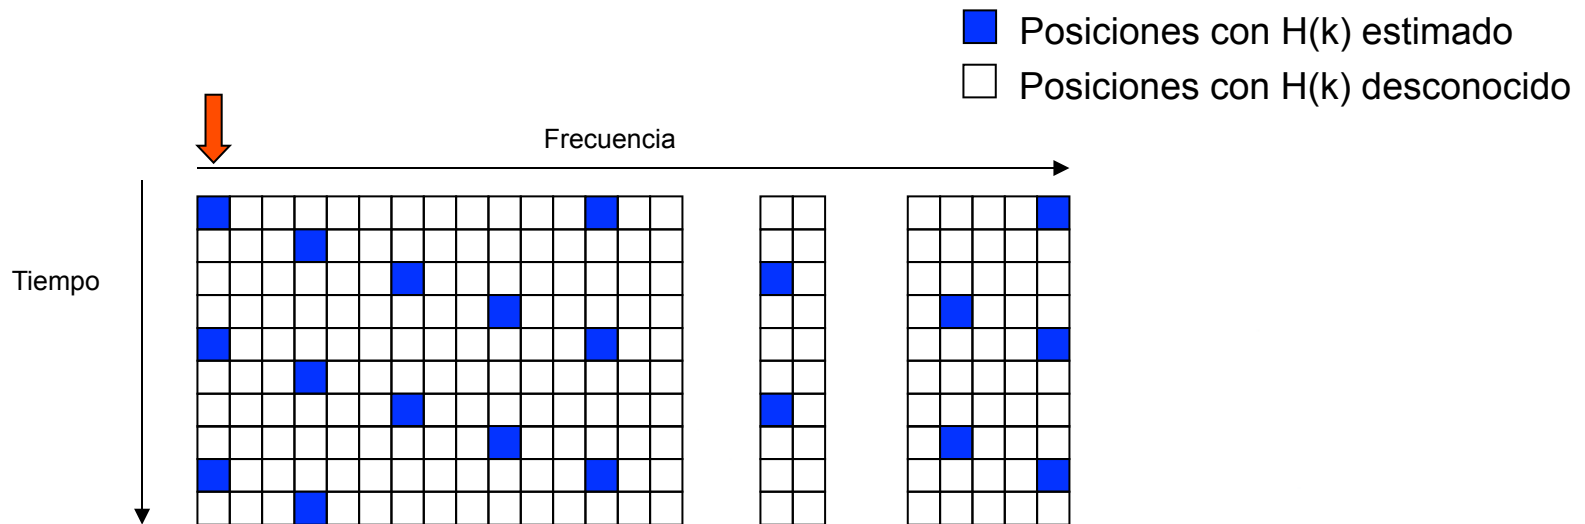 Posiciones con H(k) estimado
Posiciones con H(k) desconocido
Frecuencia
Tiempo